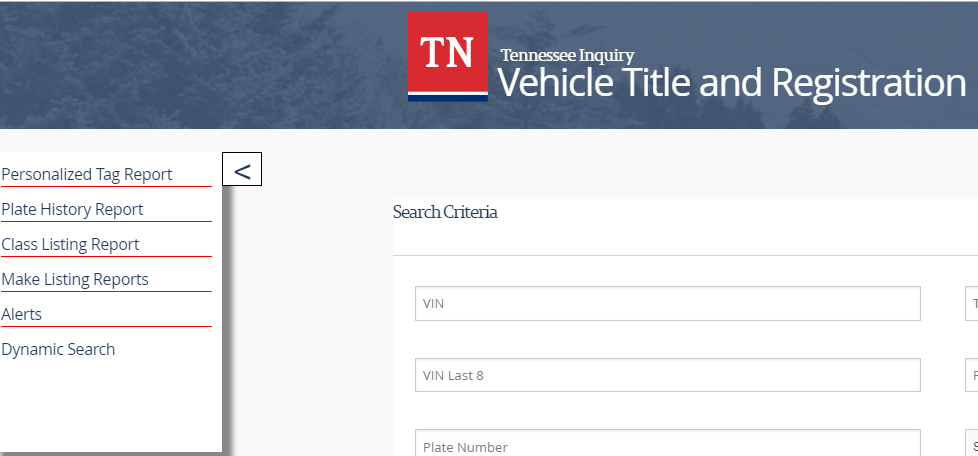 TN
Tennessee Inquiry
Vehicle Title and Registration
<
Personalized Tag Report
Plate History Report
Class Listing Report
Make Listing Reports
Alerts
Dynamic Search
Search Criteria
VIN
VIN Last 8
Plate Number